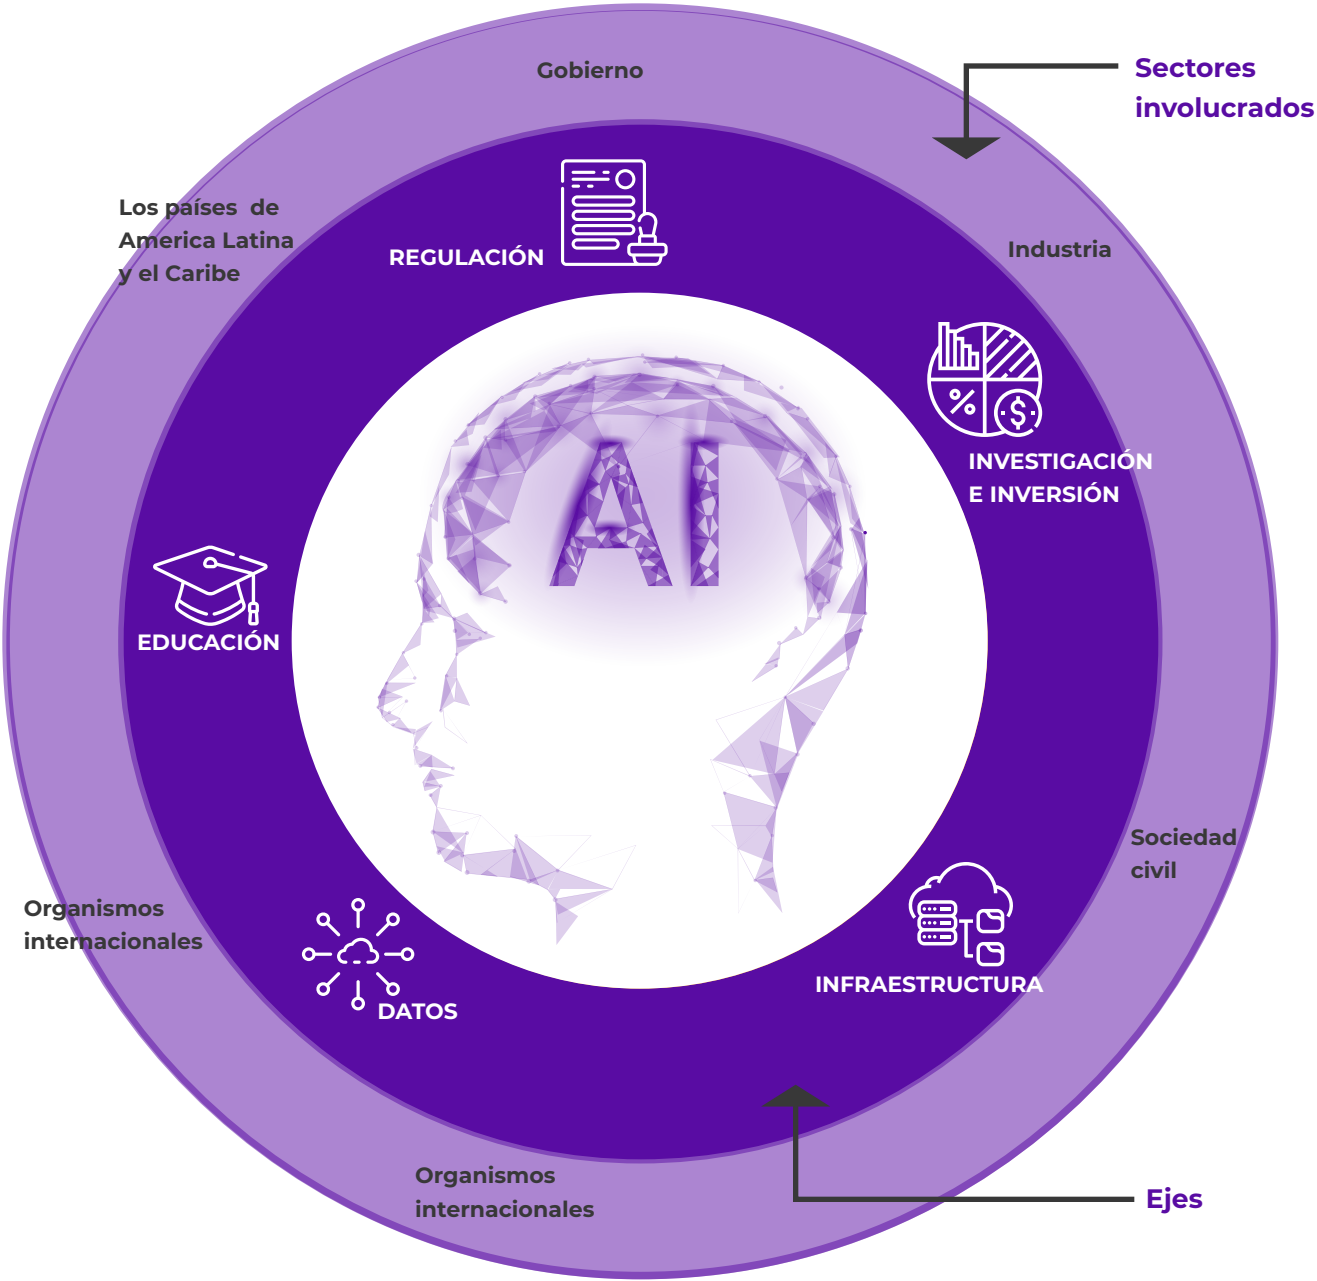 Gobierno
Sectores
involucrados
Los países  de
America Latina
y el Caribe
REGULACIÓN
Industria
INVESTIGACIÓN
E INVERSIÓN
AI
EDUCACIÓN
Sociedad
civil
Organismos
internacionales
INFRAESTRUCTURA
DATOS
Organismos
internacionales
Ejes